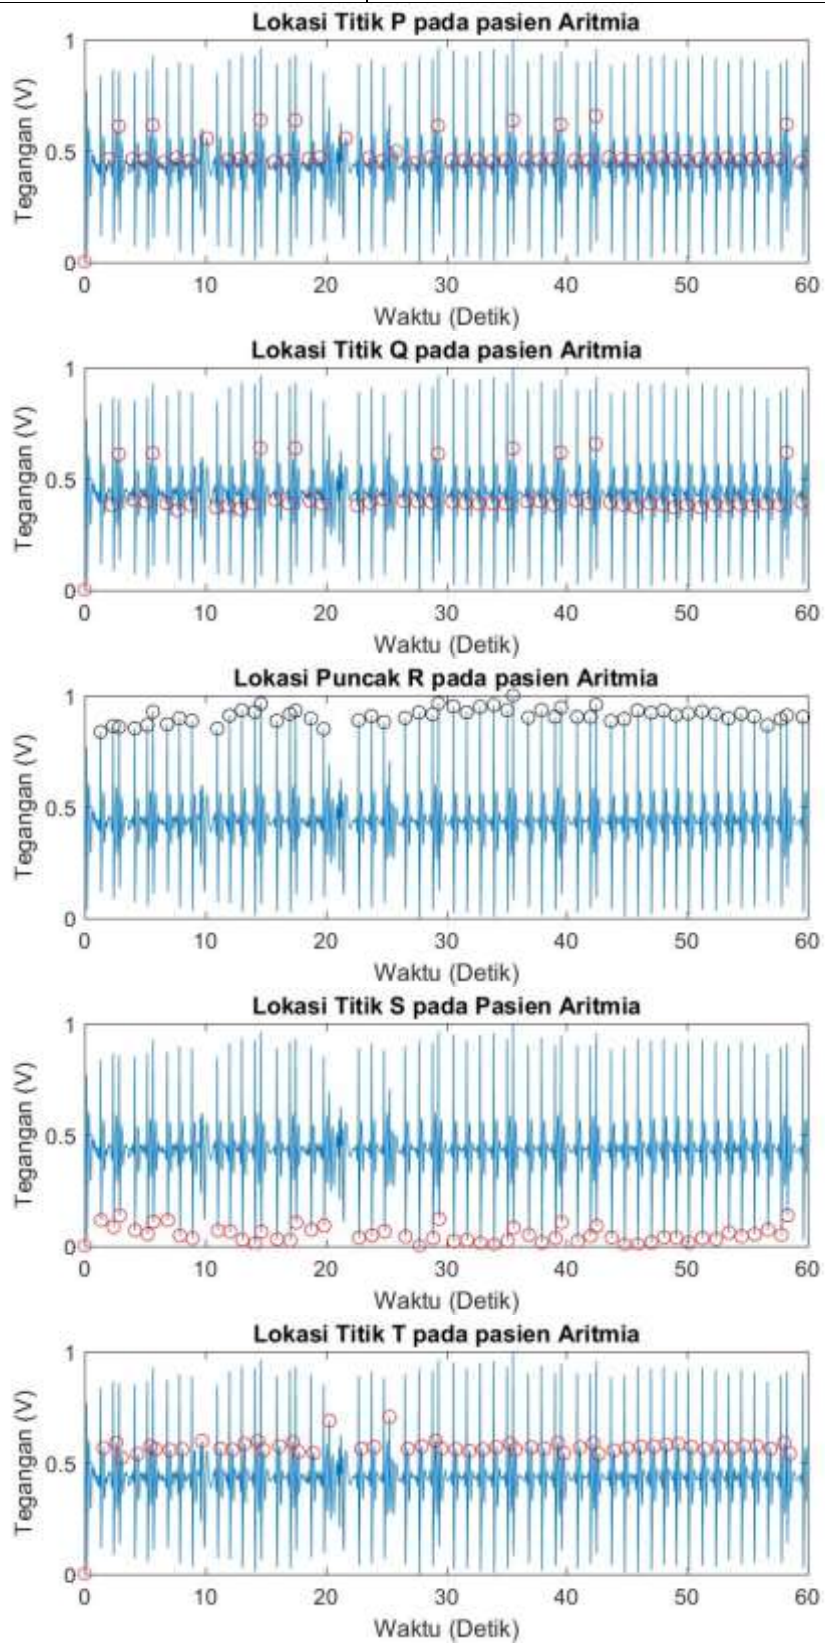 Lokasi Titik P pada pasien Aritmia
Tegangan (V)
1
0.5
0
0 10 20 30 40 50 60
Waktu (Detik)
Lokasi Titik Q pada pasien Aritmia
Tegangan (V)
1
0.5
0
0 10 20 30 40 50 60
Waktu (Detik)
Lokasi Puncak R pada pasien Aritmia
Tegangan (V)
1
0.5
0
0 10 20 30 40 50 60
Waktu (Detik)
Lokasi Titik S pada Pasien Aritmia
Tegangan (V)
1
0.5
0
0 10 20 30 40 50 60
Waktu (Detik)
Lokasi Titik T pada pasien Aritmia
Tegangan (V)
1
0.5
0
0 10 20 30 40 50 60
Waktu (Detik)